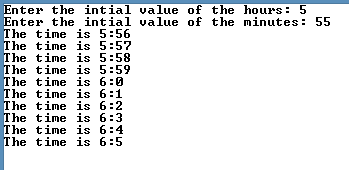 Enter the intial value of the hours: 5
Enter the intial value of the minutes: 55
The time is 5:56
The time is 5:57
The time is 5:58
The time is 5:59
The time is 6:0
The time is 6:1
The time is 6:2
The time is 6:3
The time is 6:4
The time is 6:5